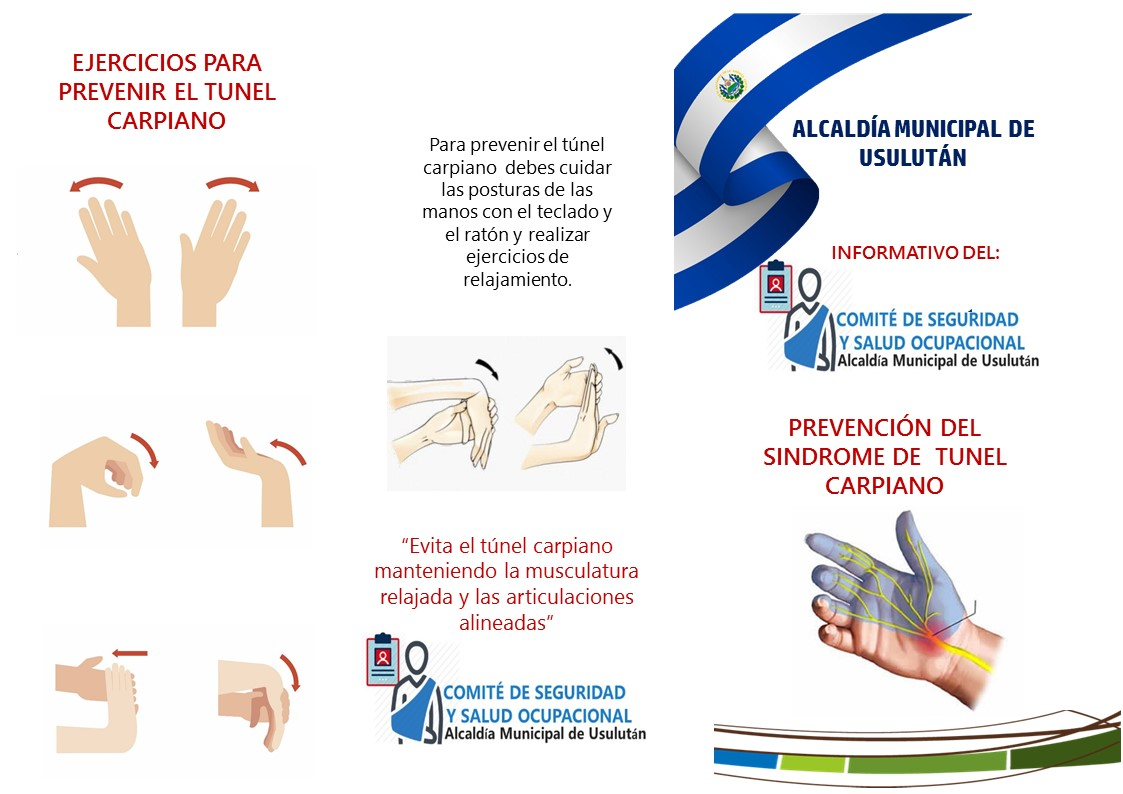 EJERCICIOS PARA
PREVENIR EL TUNEL
CARPIANO
Para prevenir el túnel
carpiano debes cuidar
las posturas de las
manos con el teclado y
el ratón y realizar
ejercicios de
relajamiento.
“Evita el túnel carpiano
manteniendo la musculatura
relajada y las articulaciones
alineadas“
COMITÉ DE SEGURIDAD
Y SALUD OCUPACIONAL
Alcaldía Municipal de Usulután
ALCALDÍA MUNICIPAL DE
USULUTÁN
INFORMATIVO DEL:
COMITÉ DE SEGURIDAD
Y SALUD OCUPACIONAL
Alcaldía Municipal de Usulután
PREVENCIÓN DEL
SINDROME DE TUNEL
CARPIANO